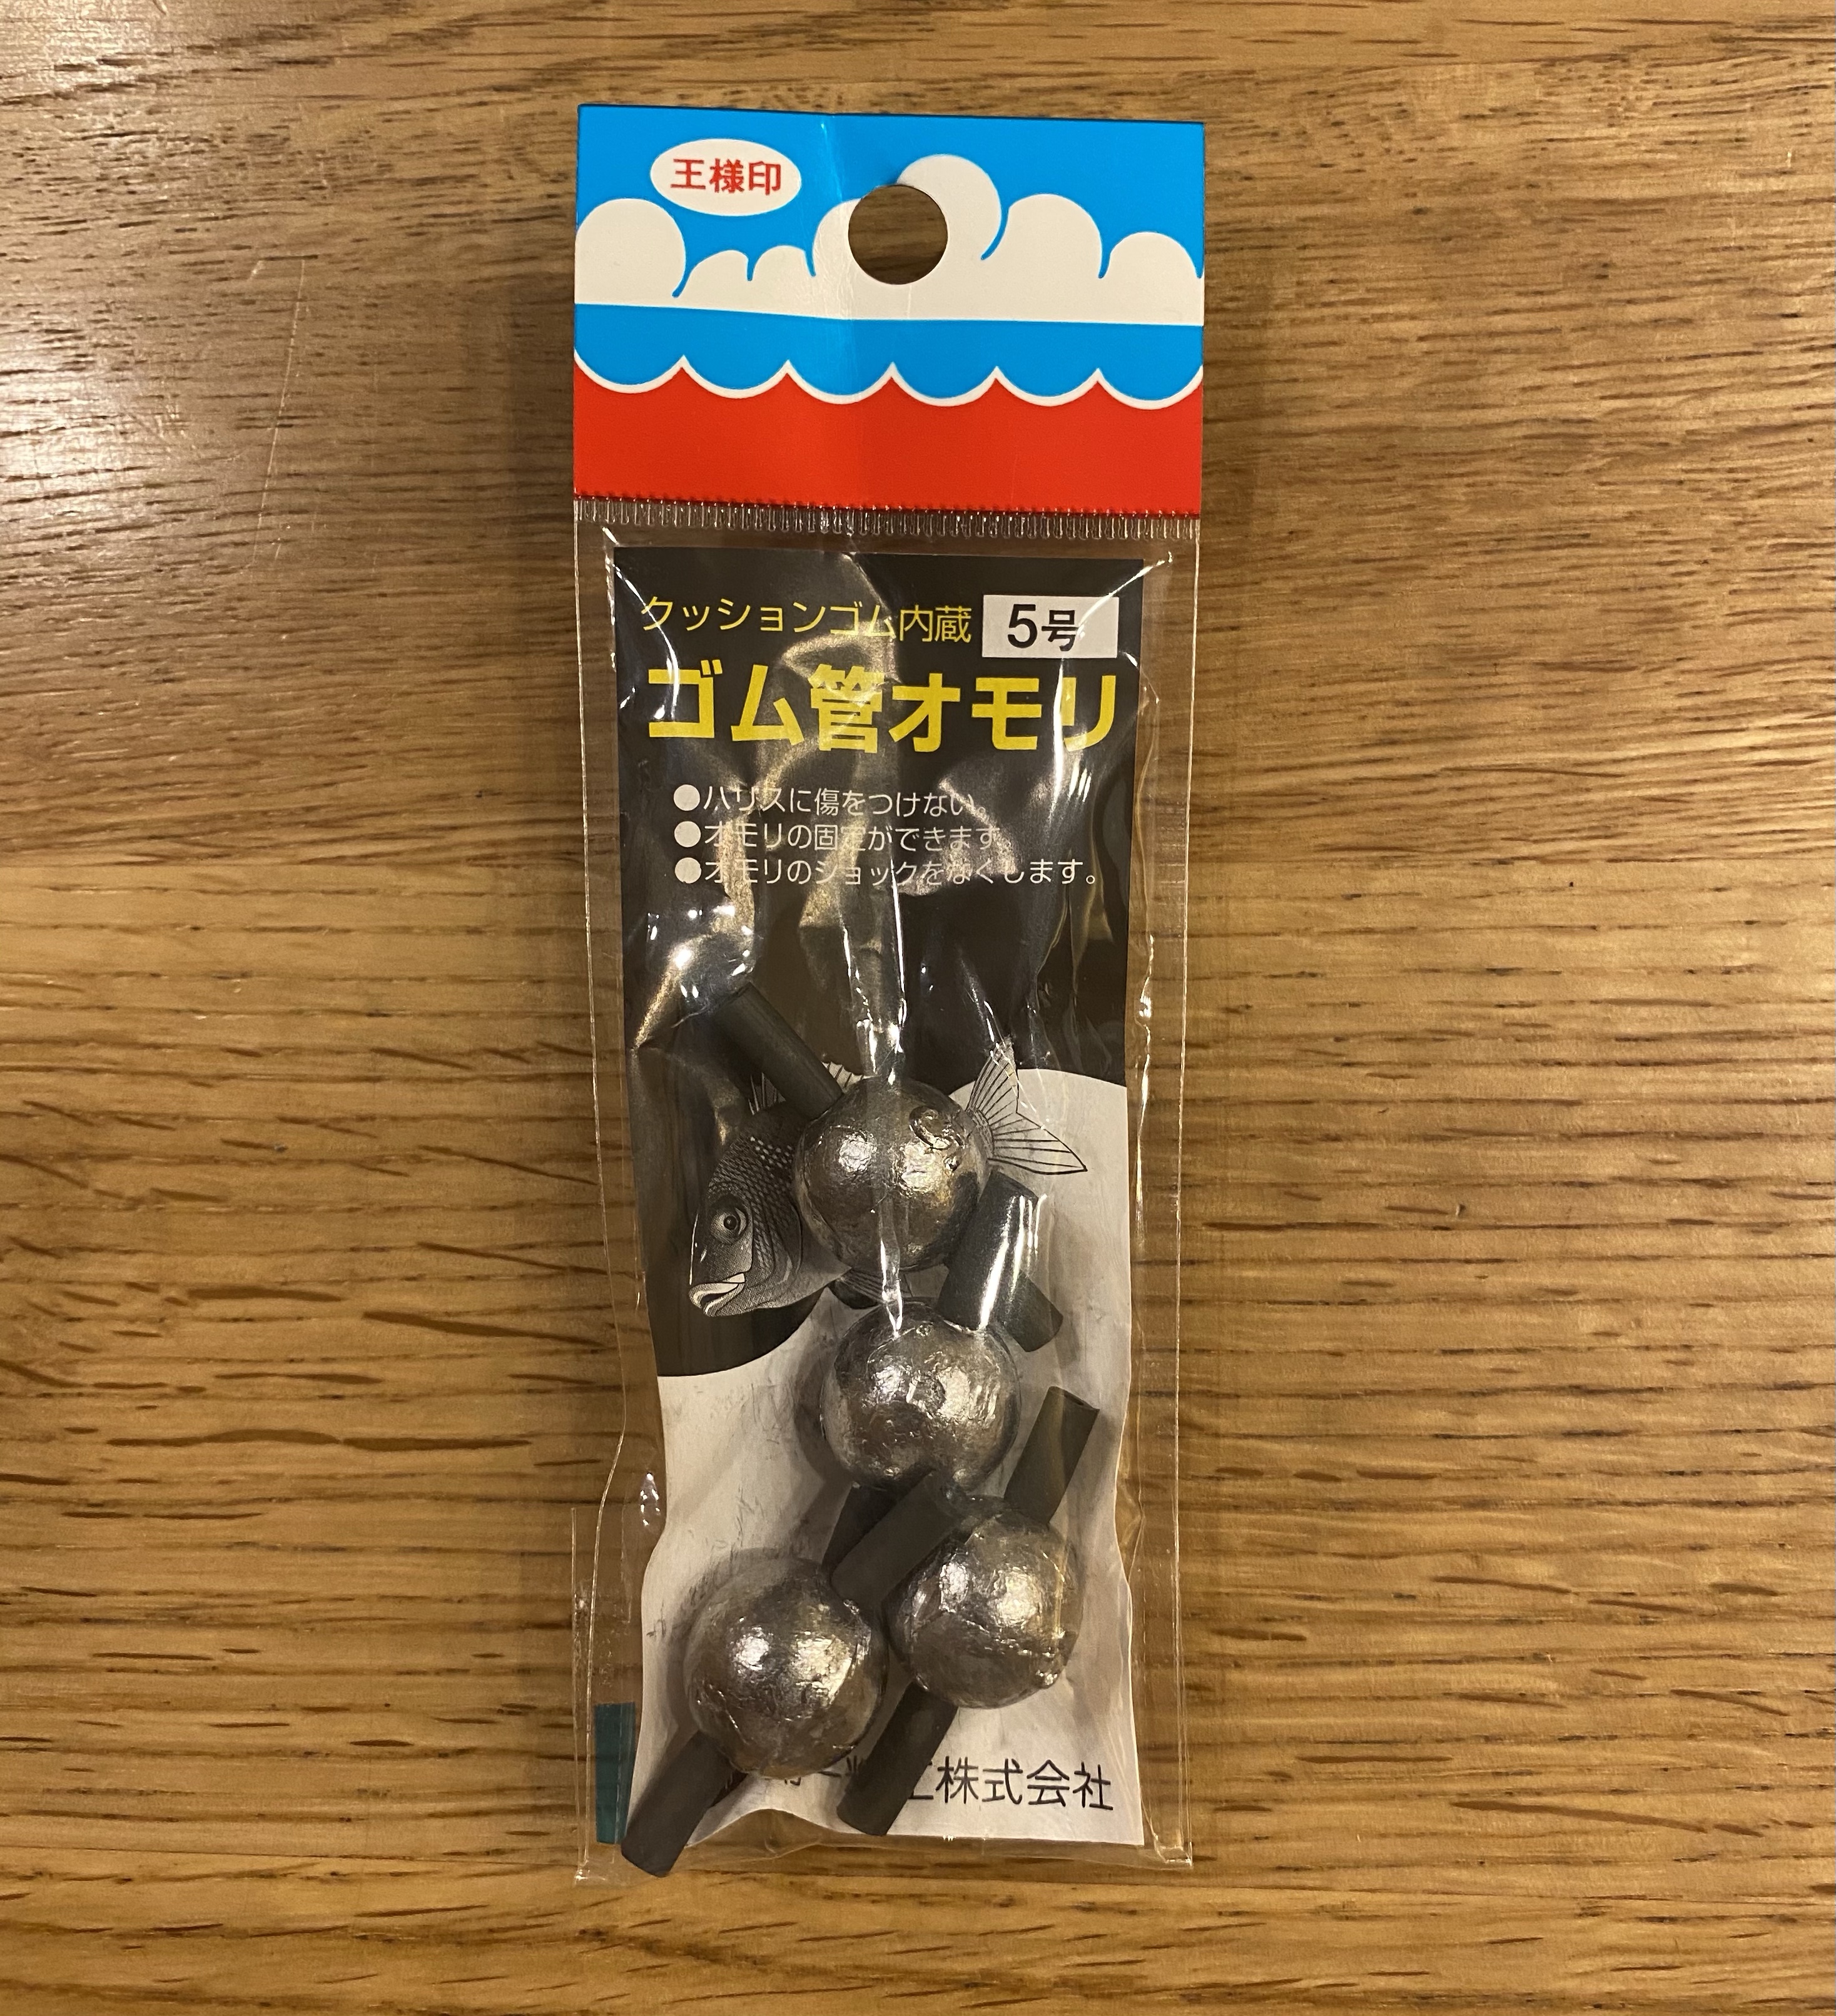 王様印
クッションゴム内蔵 5号
ゴム管オモリ
●ハリスに傷をつけない。
●オモリの固定ができます
●オモリのショックをなくします。
株式会社